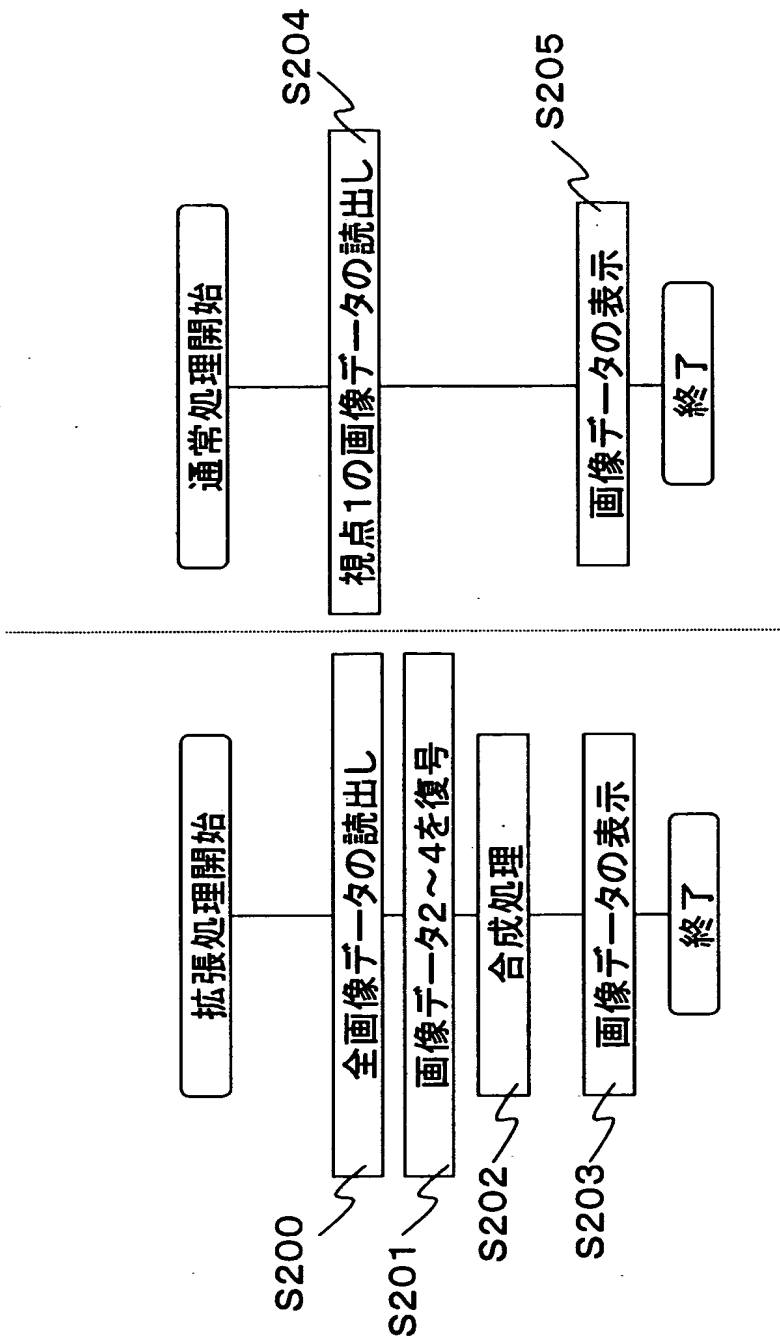 拡張処理開始
S200
全画像データの読出し
S201
画像データ2~4を復号
S202
合成処理
S203
画像データの表示
終了
通常処理開始
視点1の画像データの読出し
S204
画像データの表示
S205
終了